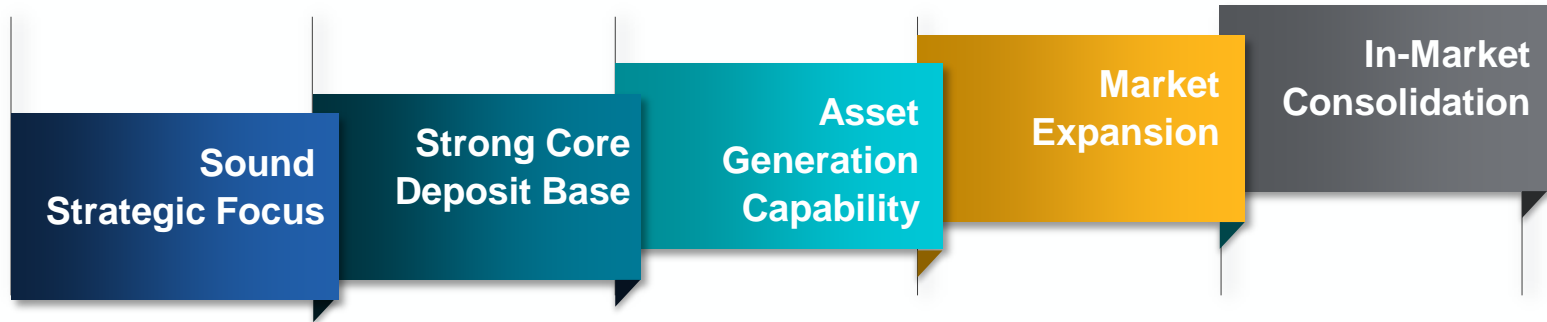 Sound
Strategic Focus
Strong Core
Deposit Base
Asset
Generation
Capability
Market
Expansion
In-Market
Consolidation